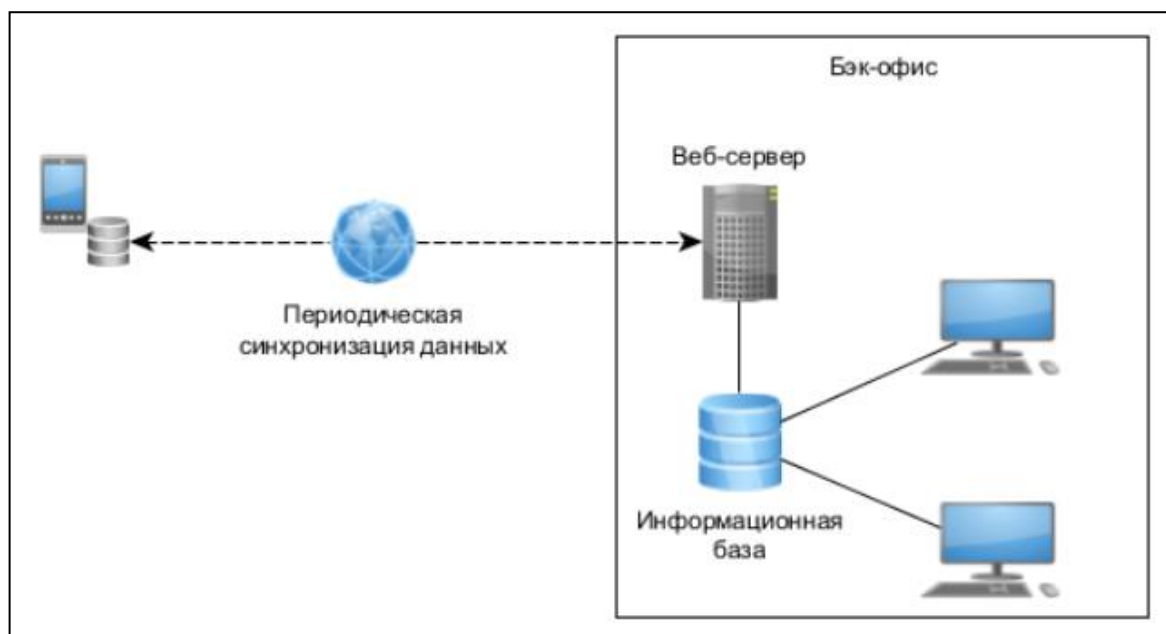 Бэк-офис
Веб-сервер
Периодическая
синхронизация данных
Информационная
база